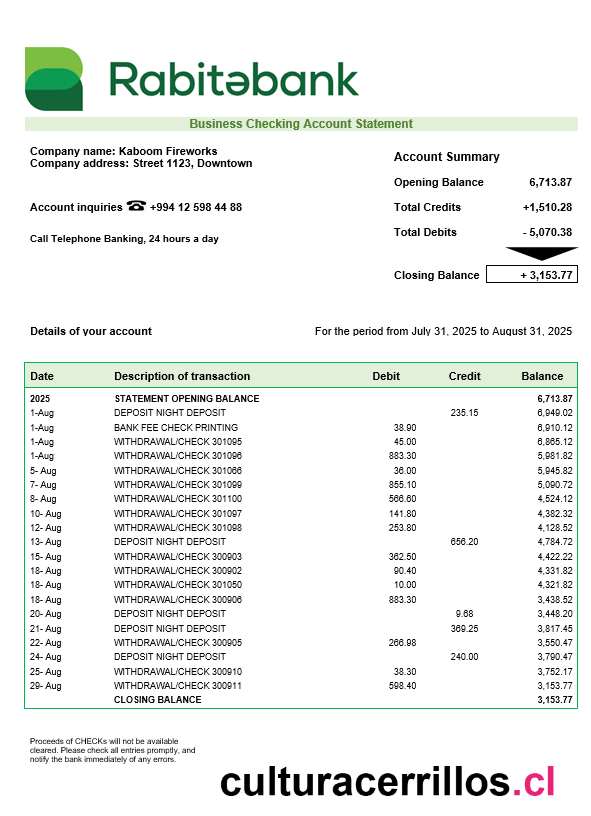 Rabitəbank
Business Checking Account Statement
Company name: Kaboom Fireworks
Company address: Street 1123, Downtown
Account inquiries ☎ +994 12 598 44 88
Call Telephone Banking, 24 hours a day
Account Summary
Opening Balance 6,713.87
Total Credits +1,510.28
Total Debits - 5,070.38
Closing Balance + 3,153.77
Details of your account For the period from July 31, 2025 to August 31, 2025
Date Description of transaction Debit Credit Balance
2025 STATEMENT OPENING BALANCE 6,713.87
1-Aug DEPOSIT NIGHT DEPOSIT 235.15 6,949.02
1-Aug BANK FEE CHECK PRINTING 38.90 6,910.12
1-Aug WITHDRAWAL/CHECK 301095 45.00 6,865.12
1-Aug WITHDRAWAL/CHECK 301096 883.30 5,981.82
5- Aug WITHDRAWAL/CHECK 301066 36.00 5,945.82
7- Aug WITHDRAWAL/CHECK 301099 855.10 5,090.72
8- Aug WITHDRAWAL/CHECK 301100 566.60 4,524.12
10- Aug WITHDRAWAL/CHECK 301097 141.80 4,382.32
12- Aug WITHDRAWAL/CHECK 301098 253.80 4,128.52
13- Aug DEPOSIT NIGHT DEPOSIT 656.20 4,784.72
15- Aug WITHDRAWAL/CHECK 300903 362.50 4,422.22
18- Aug WITHDRAWAL/CHECK 300902 90.40 4,331.82
18- Aug WITHDRAWAL/CHECK 301050 10.00 4,321.82
18- Aug WITHDRAWAL/CHECK 300906 883.30 3,438.52
20- Aug DEPOSIT NIGHT DEPOSIT 9.68 3,448.20
21- Aug DEPOSIT NIGHT DEPOSIT 369.25 3,817.45
22- Aug WITHDRAWAL/CHECK 300905 266.98 3,550.47
24- Aug DEPOSIT NIGHT DEPOSIT 240.00 3,790.47
25- Aug WITHDRAWAL/CHECK 300910 38.30 3,752.17
29- Aug WITHDRAWAL/CHECK 300911 598.40 3,153.77
CLOSING BALANCE 3,153.77
Proceeds of CHECKs will not be available
cleared. Please check all entries promptly, and
notify the bank immediately of any errors.
culturacerrillos.cl